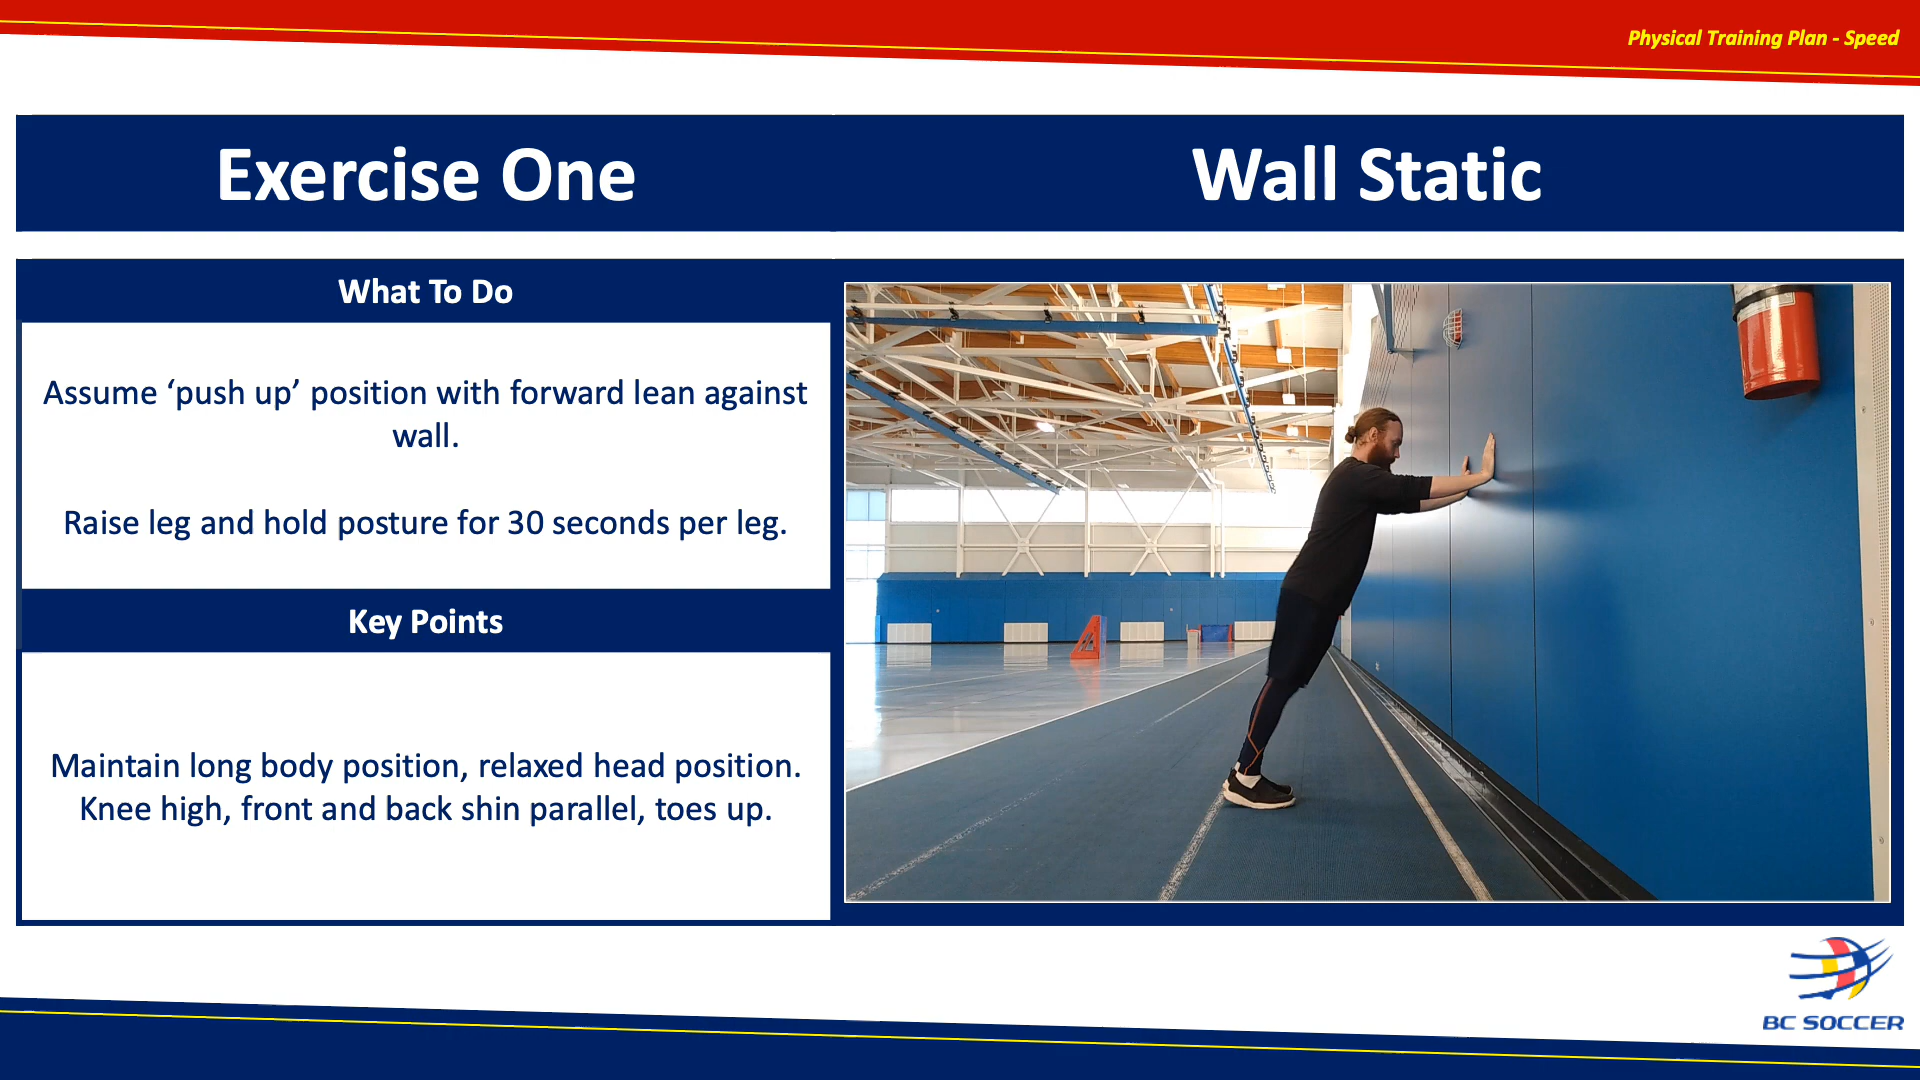 Physical Training Plan - Speed
Exercise One
Wall Static
What To Do
Assume ‘push up’ position with forward lean against
wall.
Raise leg and hold posture for 30 seconds per leg.
Key Points
Maintain long body position, relaxed head position.
Knee high, front and back shin parallel, toes up.
BC SOCCER